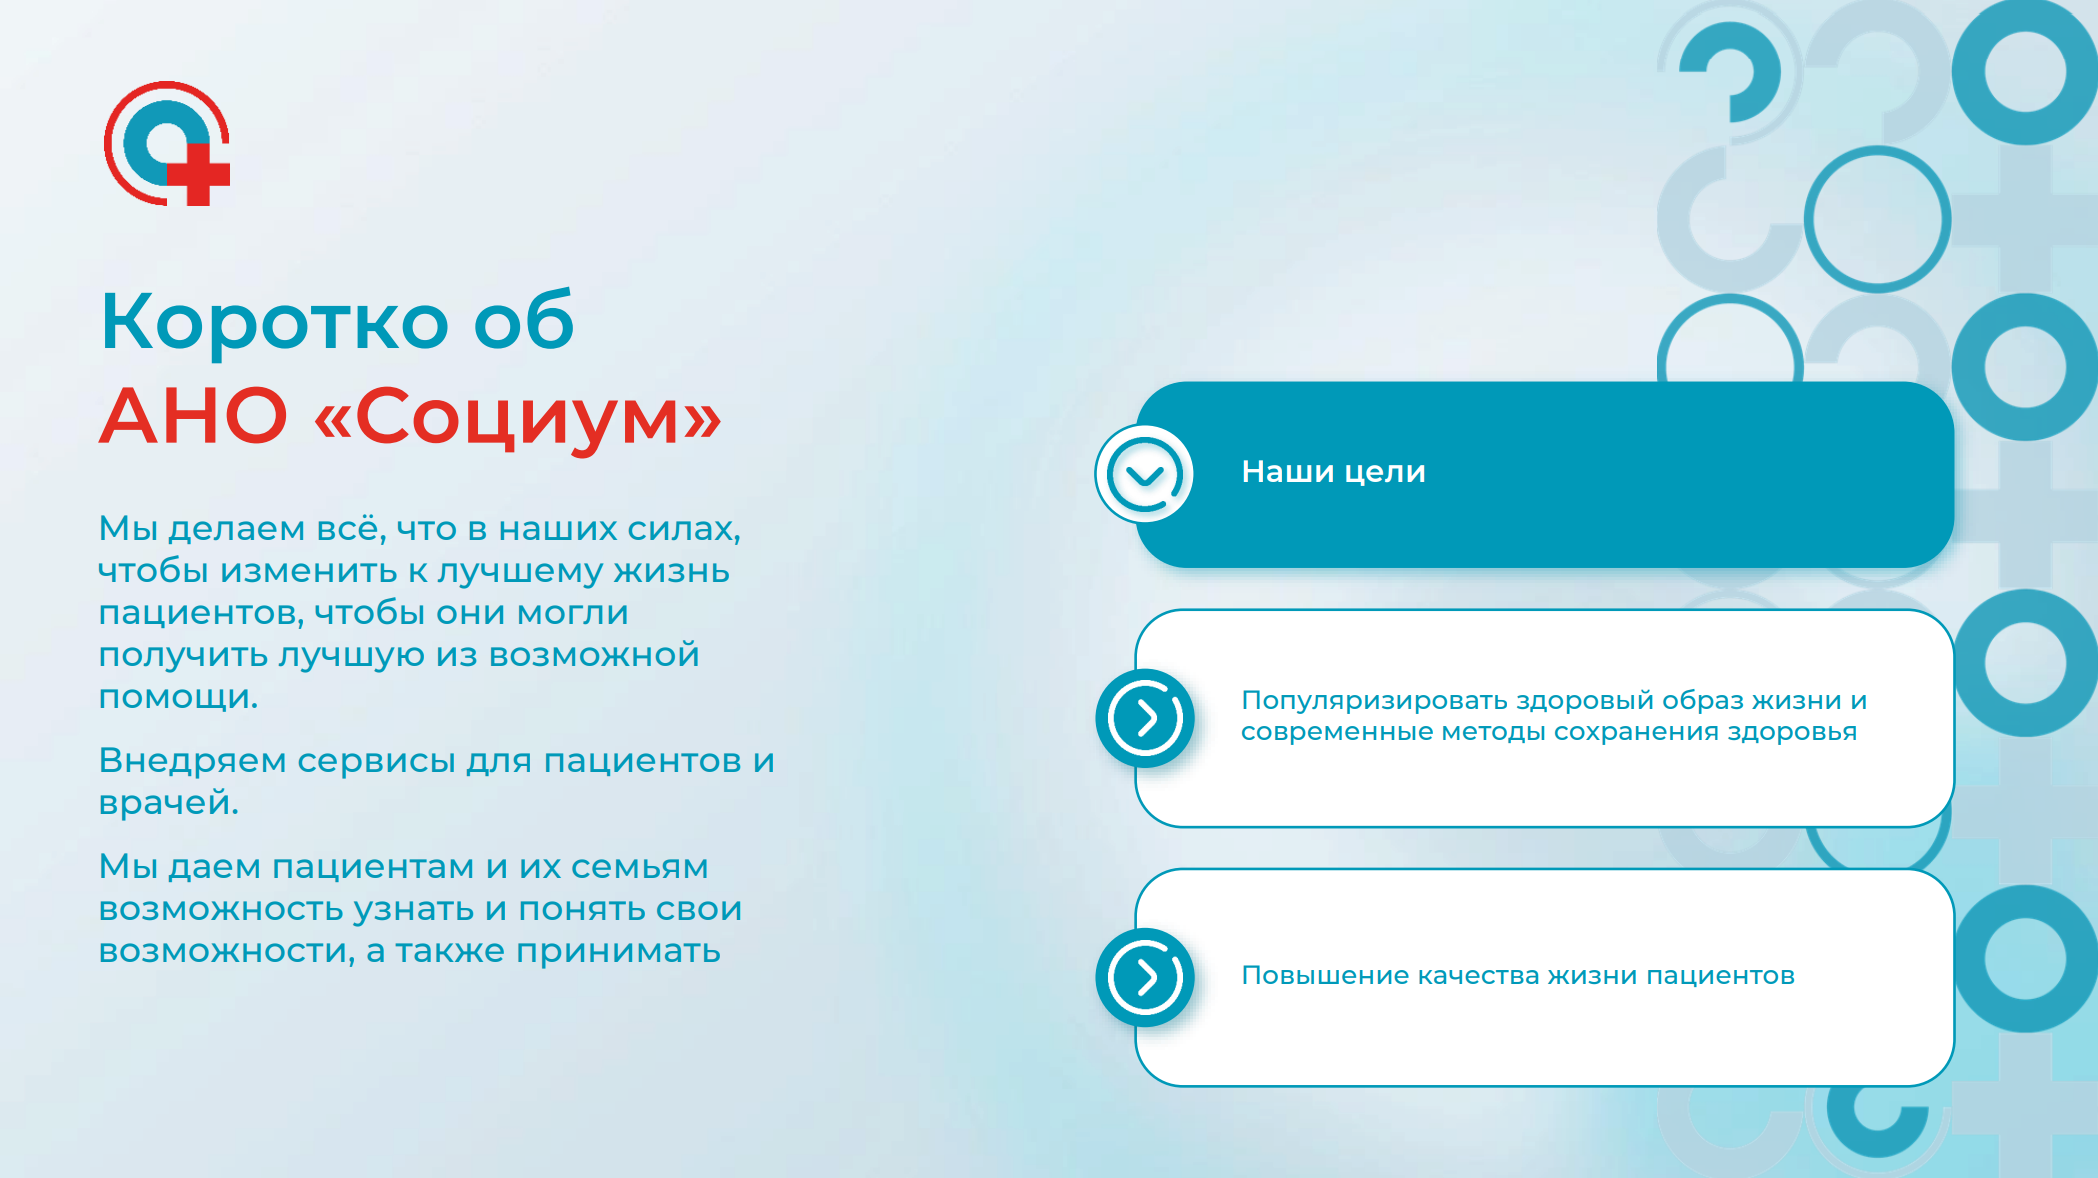 Коротко об
АНО «Социум»
Мы делаем всё, что в наших силах,
чтобы изменить к лучшему жизнь
пациентов, чтобы они могли
получить лучшую из возможной
помощи.
Внедряем сервисы для пациентов и
врачей.
Мы даем пациентам и их семьям
возможность узнать и понять свои
возможности, а также принимать
Наши цели
Популяризировать здоровый образ жизни и
современные методы сохранения здоровья
Повышение качества жизни пациентов